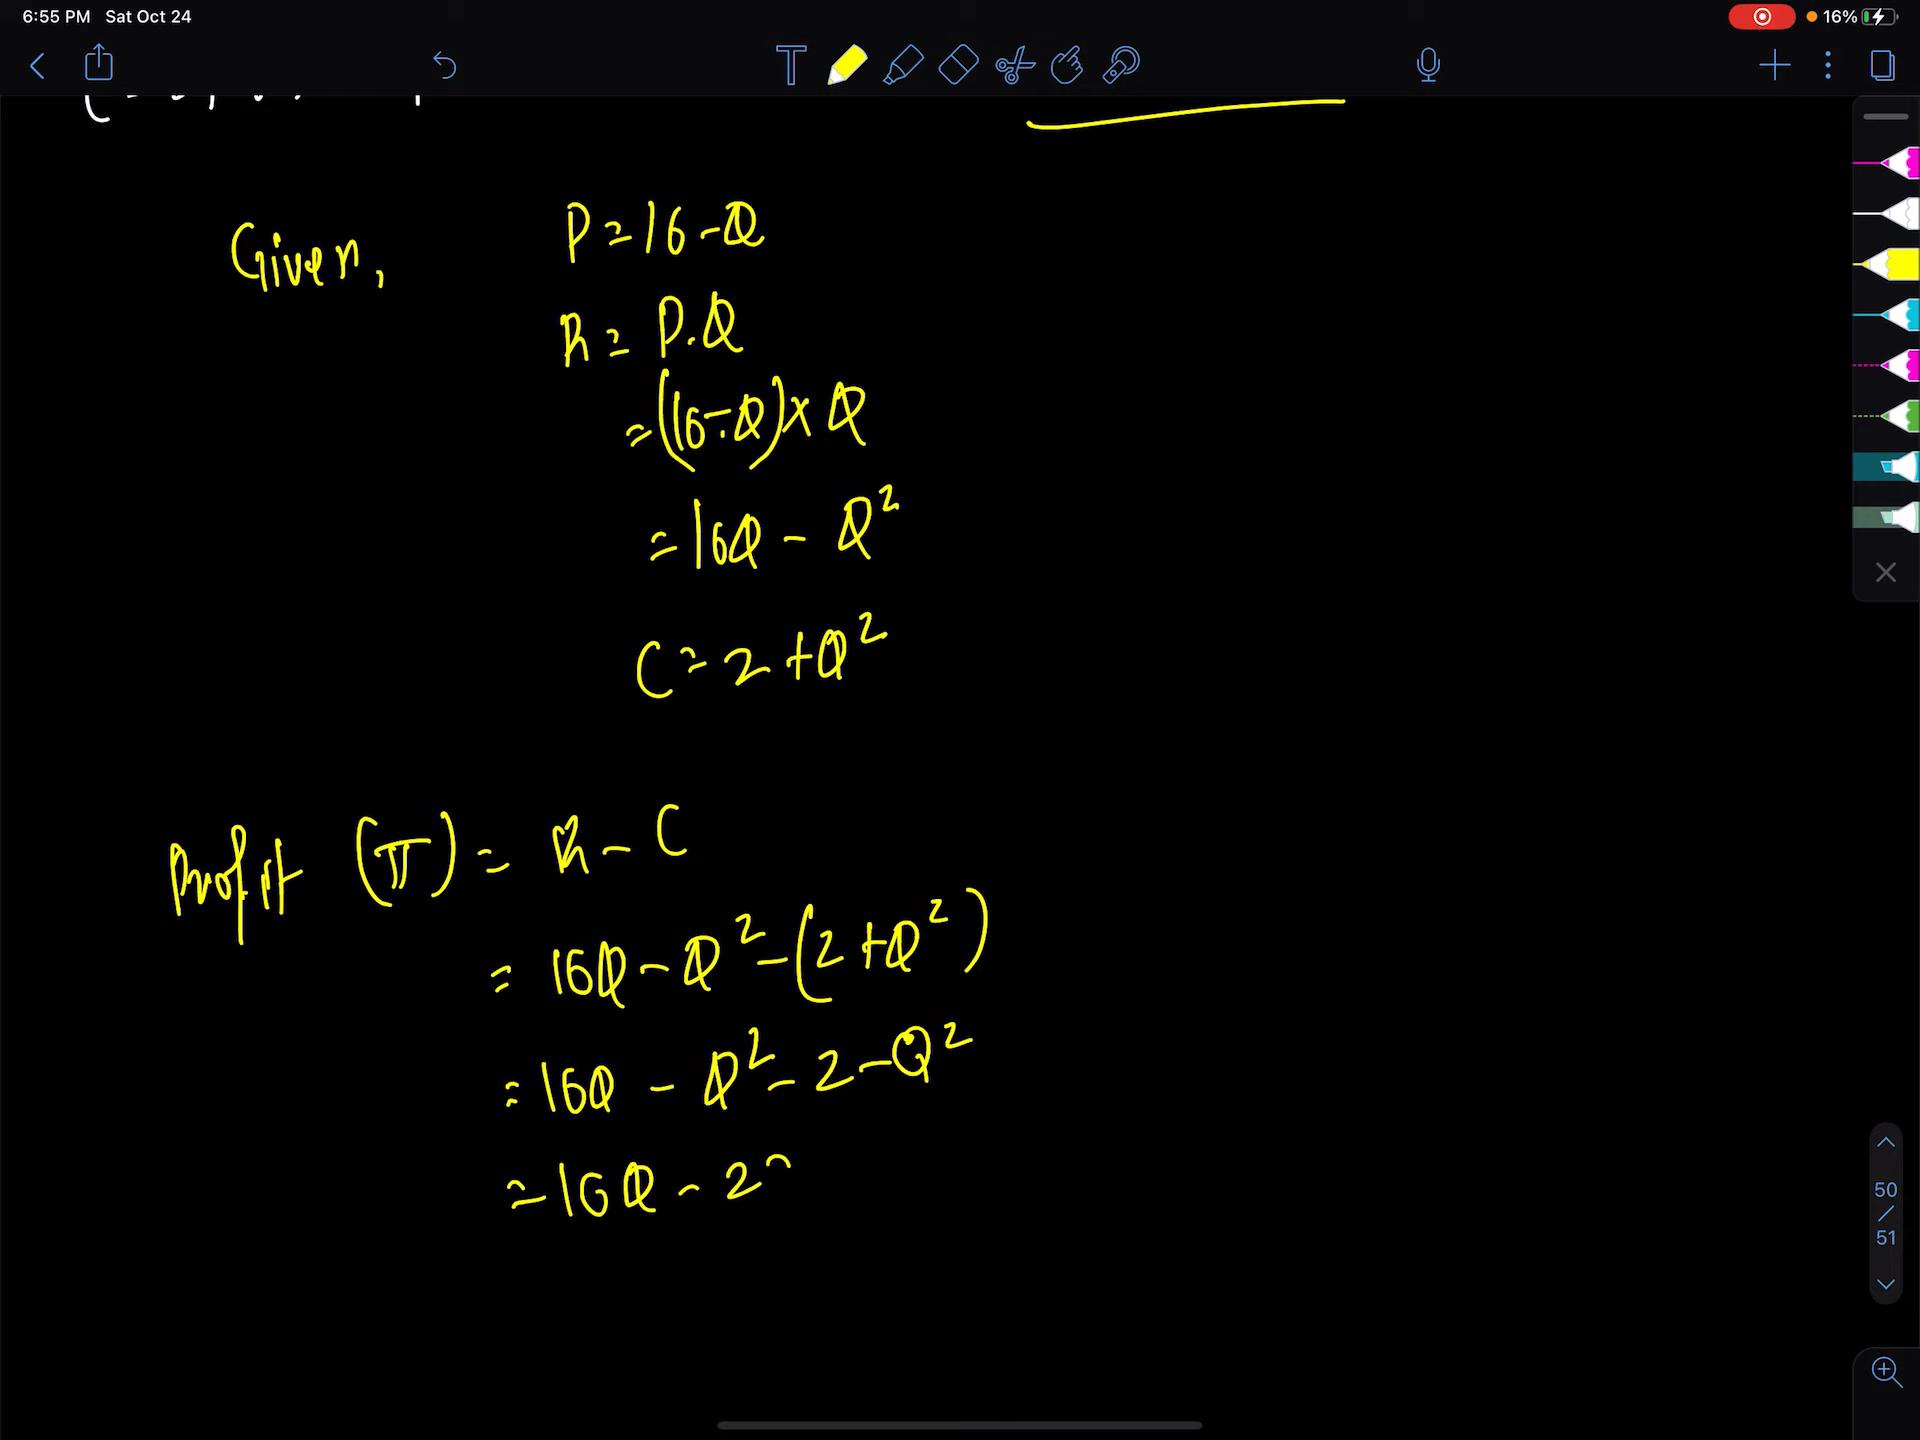 6:55 PM Sat Oct 24
16%
Given,
P=16-Q
R= P.Q
=(16-Q)×Q
=16Q - Q²
C=2+Q²
Profit (π) = R-C
= 16Q-Q²-(2+Q²)
=16Q - Q²-2-Q²
=16Q-2
50
/
51